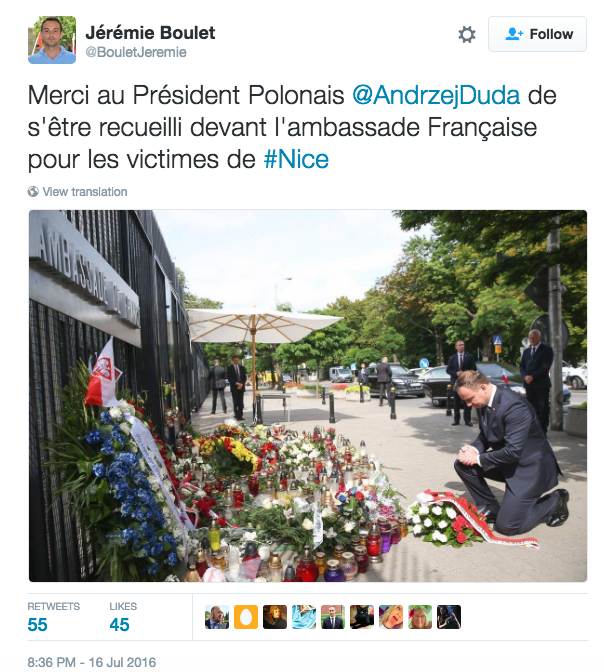 Jérémie Boulet
@BouletJeremie
Follow
Merci au Président Polonais @AndrzejDuda de
s'être recueilli devant l'ambassade Française
pour les victimes de #Nice
View translation
AMBASSADE
RETWEETS
LIKES
55
45
8:36 PM - 16 Jul 2016